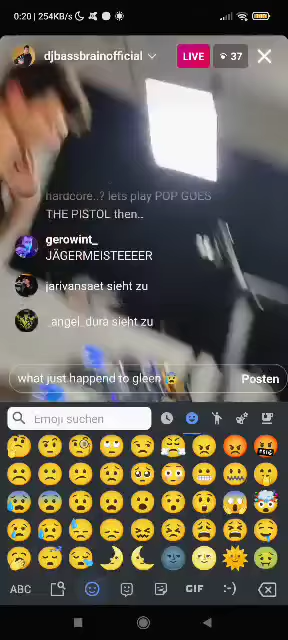 0:20 | 254KB/s
djbassbrainofficial
LIVE
37
hardcore..? lets play POP GOES
THE PISTOL then..
gerowint_
JÄGERMEISTEEEER
jarivansaet sieht zu
_angel_dura sieht zu
what just happend to gleen
Posten
Emoji suchen
ABC
GIF
:-)